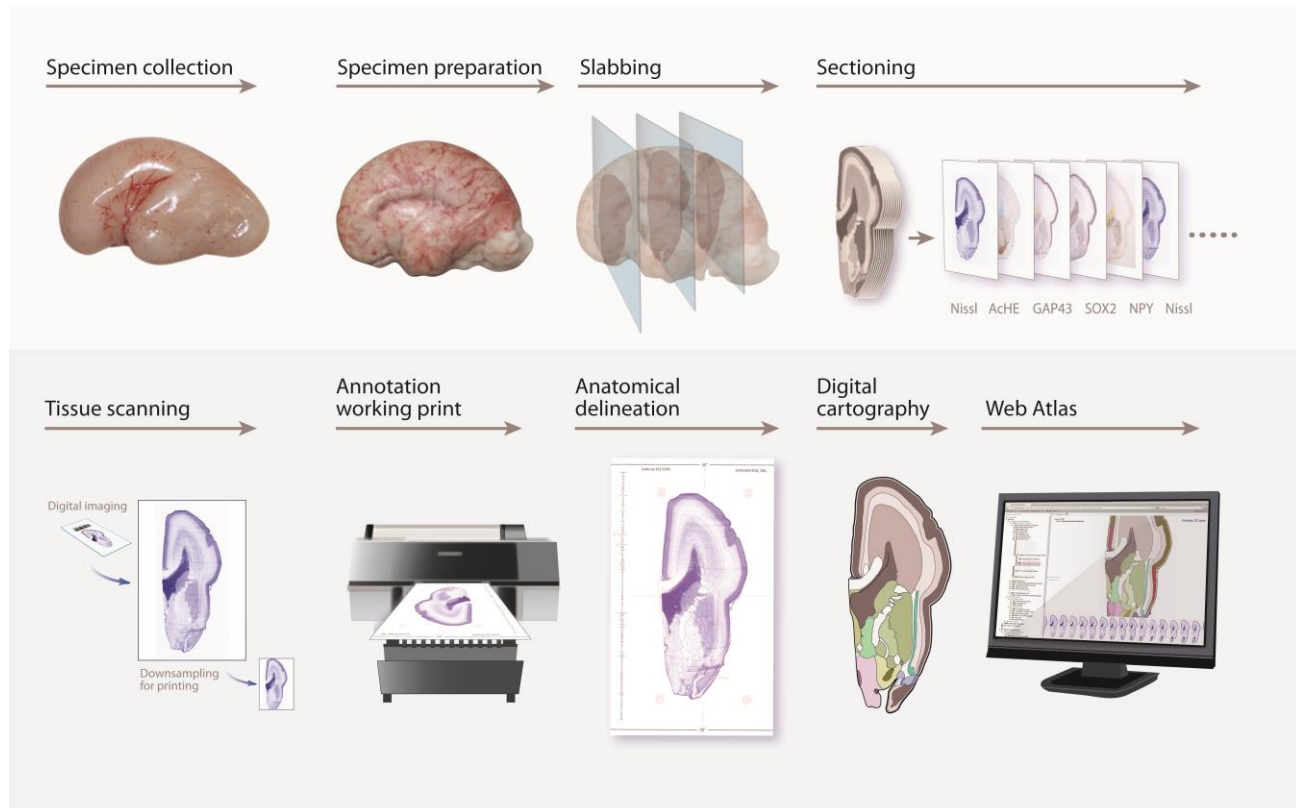 Specimen collection
Specimen preparation
Slabbing
Sectioning
Nissl AcHE GAP43 SOX2 NPY Nissl
Tissue scanning
Annotation
working print
Anatomical
delineation
Digital
cartography
Web Atlas
Digital imaging
Downsampling
for printing